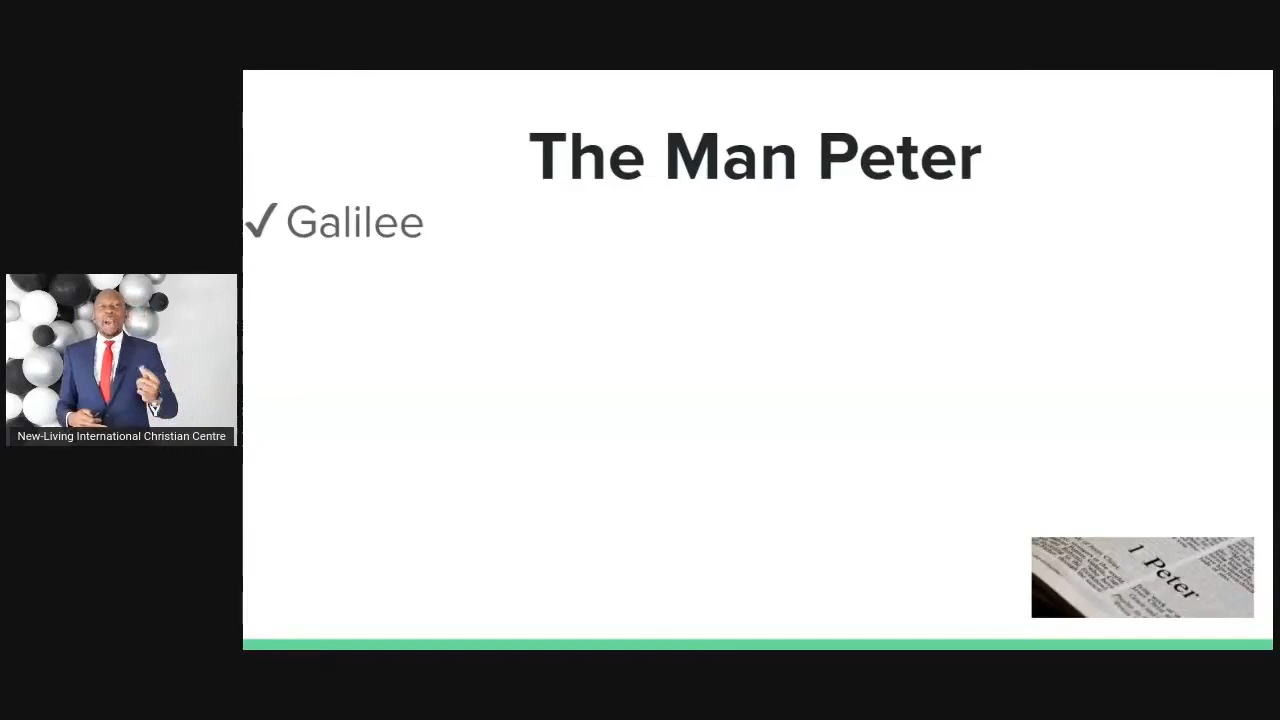 The Man Peter
✓ Galilee
New-Living International Christian Centre
1 Peter